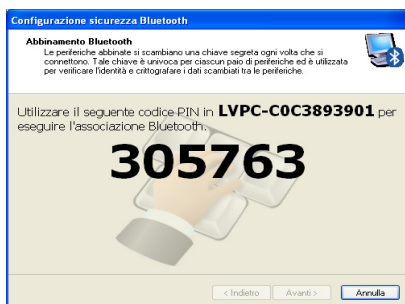 Configurazione sicurezza Bluetooth
Abbinamento Bluetooth
Le periferiche abbinate si scambiano una chiave segreta ogni volta che si
connettono. Tale chiave è univoca per ciascun paio di periferiche ed è utilizzata
per verificare l'identità e crittografare i dati scambiati tra le periferiche.
Utilizzare il seguente codice PIN in LVPC-C0C3893901 per
eseguire l'associazione Bluetooth.
305763
< Indietro
Avanti >
Annulla